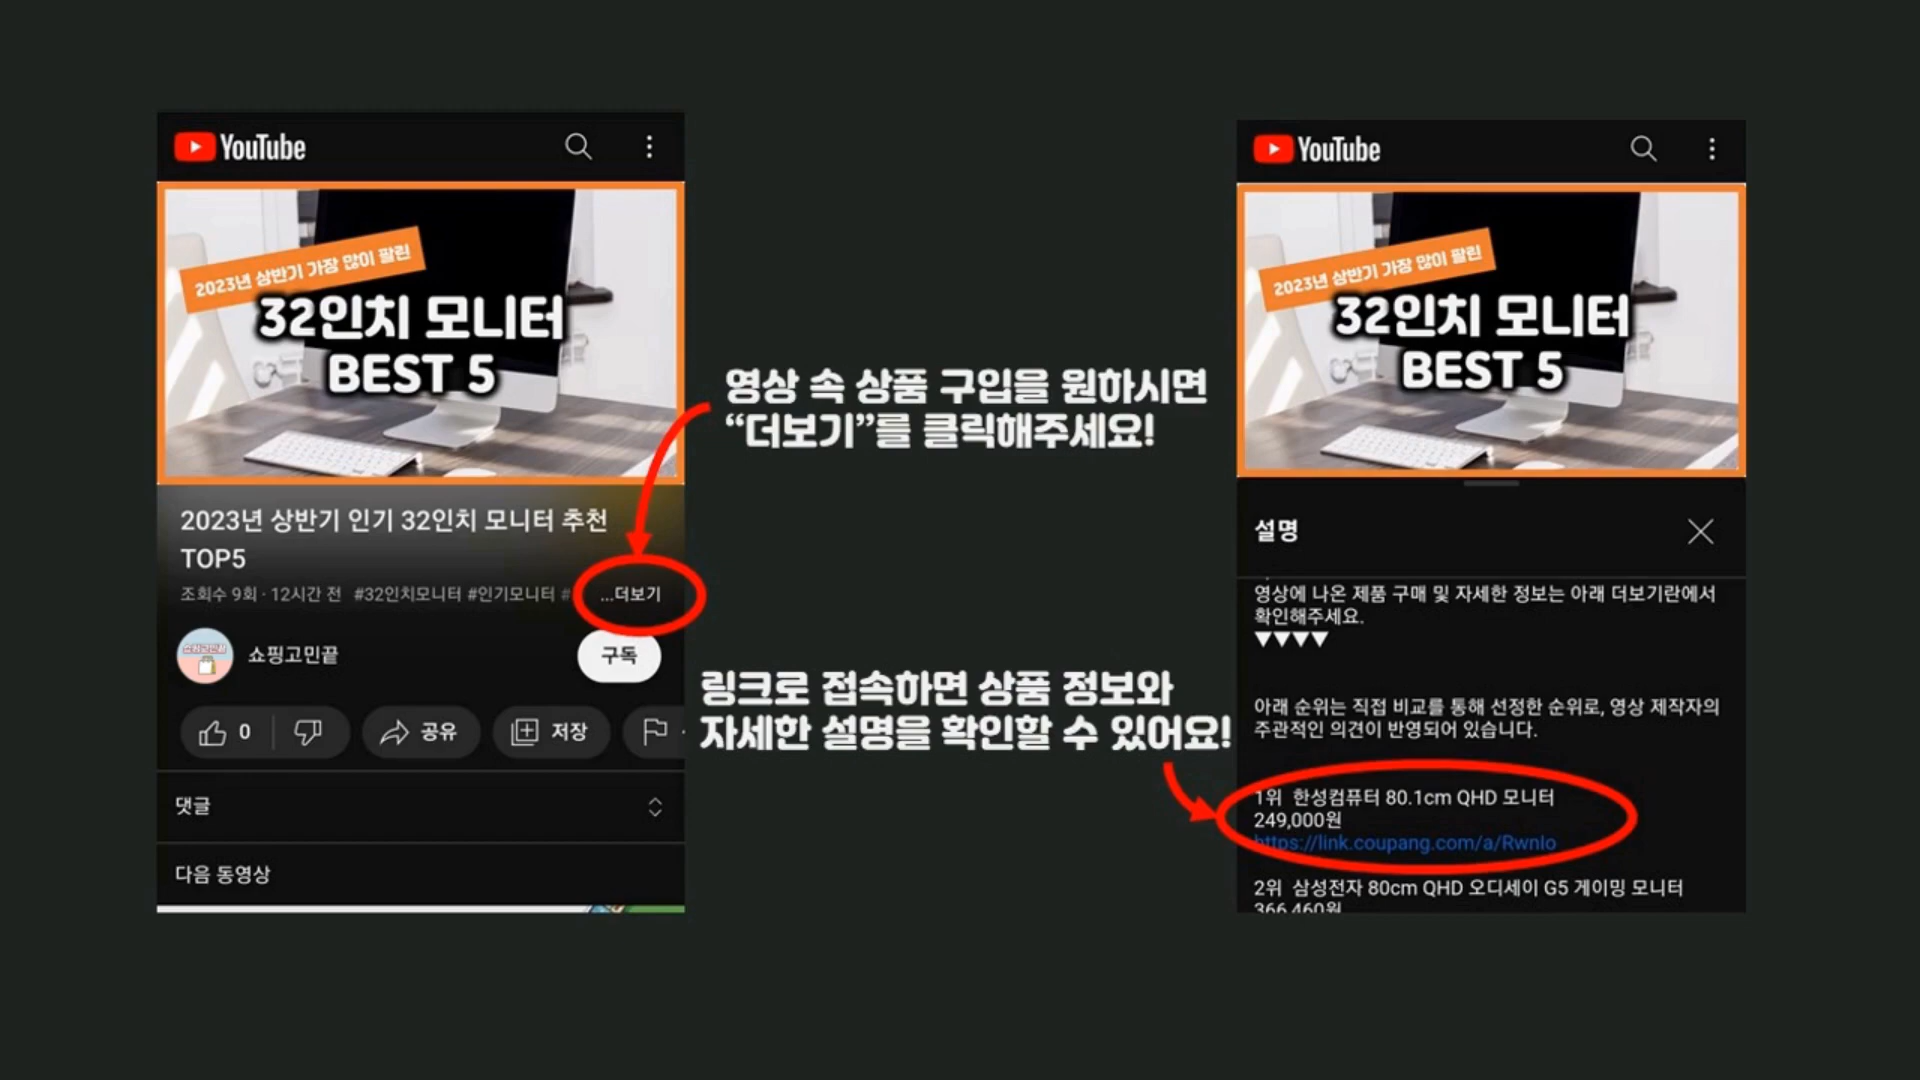 YouTube
2023년 상반기 가장 많이 팔린
32인치 모니터
BEST 5
2023년 상반기 인기 32인치 모니터 추천
TOP5
조회수 9회 · 12시간 전 #32인치모니터 #인기모니터 # ...더보기
쇼핑고민끝
쇼핑고민끝
구독
0
공유
저장
댓글
다음 동영상
영상 속 상품 구입을 원하시면
“더보기”를 클릭해주세요!
링크로 접속하면 상품 정보와
자세한 설명을 확인할 수 있어요!
YouTube
2023년 상반기 가장 많이 팔린
32인치 모니터
BEST 5
설명
영상에 나온 제품 구매 및 자세한 정보는 아래 더보기란에서
확인해주세요.
▼▼▼▼
아래 순위는 직접 비교를 통해 선정한 순위로, 영상 제작자의
주관적인 의견이 반영되어 있습니다.
1위 한성컴퓨터 80.1cm QHD 모니터
249,000원
https://link.coupang.com/a/RwnIo
2위 삼성전자 80cm QHD 오디세이 G5 게이밍 모니터
366,460원